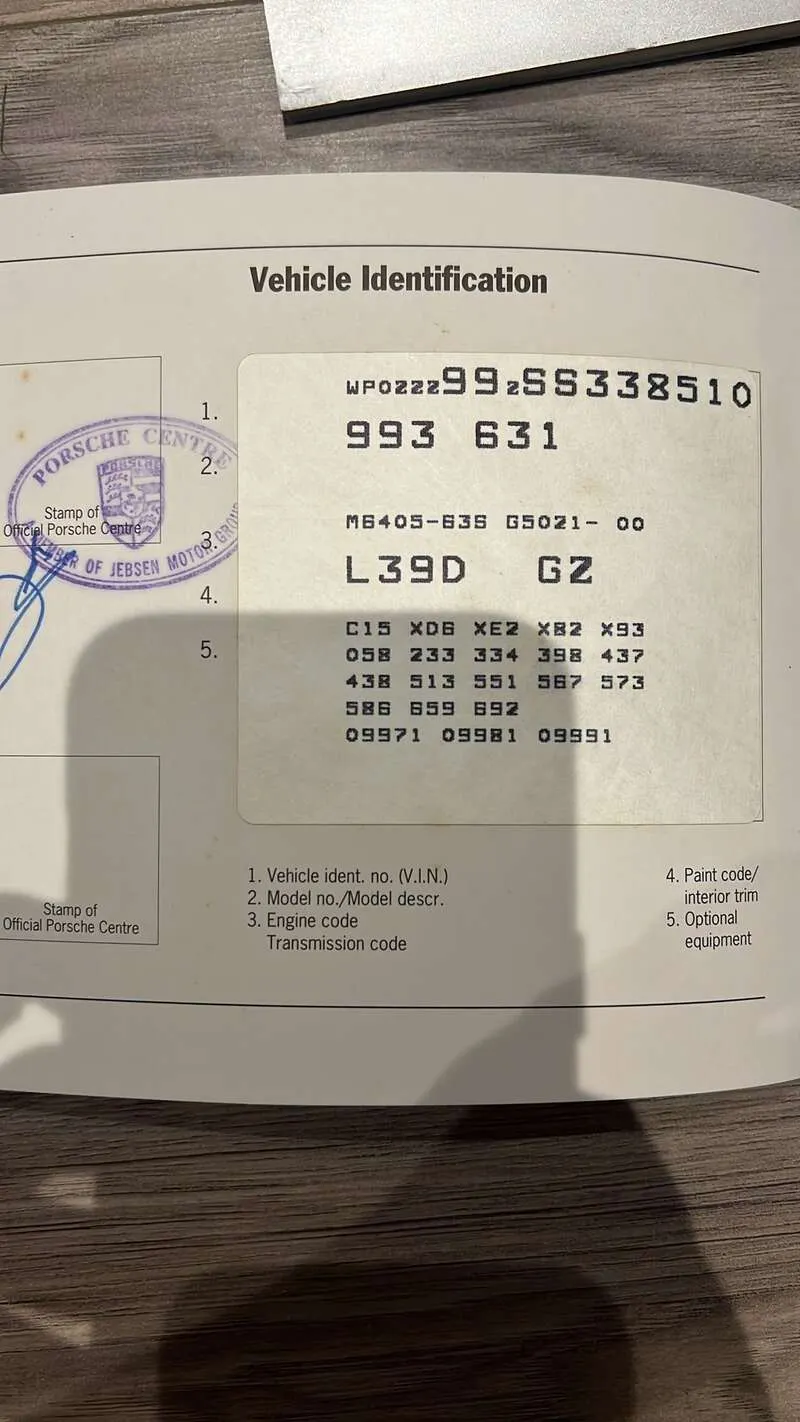 Vehicle Identification
1.
WP0ZZZ99ZSS338510
2.
993 631
3.
M6405-63S G5021- 00
4.
L39D GZ
5.
C15 XD6 XE2 X82 X93
058 233 334 398 437
438 513 551 567 573
586 659 692
09971 09981 09991
PORSCHE CENTRE
PORSCHE
MEMBER OF JEBSEN MOTOR GROUP
Stamp of
Official Porsche Centre
Stamp of
Official Porsche Centre
1. Vehicle ident. no. (V.I.N.)
2. Model no./Model descr.
3. Engine code
Transmission code
4. Paint code/
interior trim
5. Optional
equipment